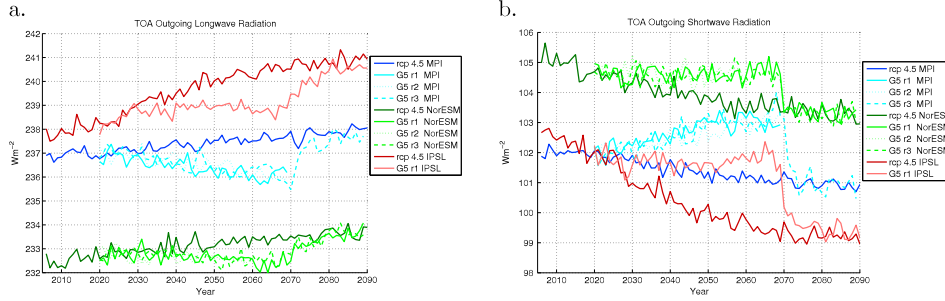 a.
TOA Outgoing Longwave Radiation
242
241
240
239
238
237
236
235
234
233
232
Wm⁻²
2010 2020 2030 2040 2050 2060 2070 2080 2090
Year
rcp 4.5 MPI
G5 r1 MPI
G5 r2 MPI
G5 r3 MPI
rcp 4.5 NorESM
G5 r1 NorESM
G5 r2 NorESM
G5 r3 NorESM
rcp 4.5 IPSL
G5 r1 IPSL
b.
TOA Outgoing Shortwave Radiation
106
105
104
103
102
101
100
99
98
Wm⁻²
2010 2020 2030 2040 2050 2060 2070 2080 2090
Year
rcp 4.5 MPI
G5 r1 MPI
G5 r2 MPI
G5 r3 MPI
rcp 4.5 NorES
G5 r1 NorESM
G5 r2 NorESM
G5 r3 NorESM
rcp 4.5 IPSL
G5 r1 IPSL